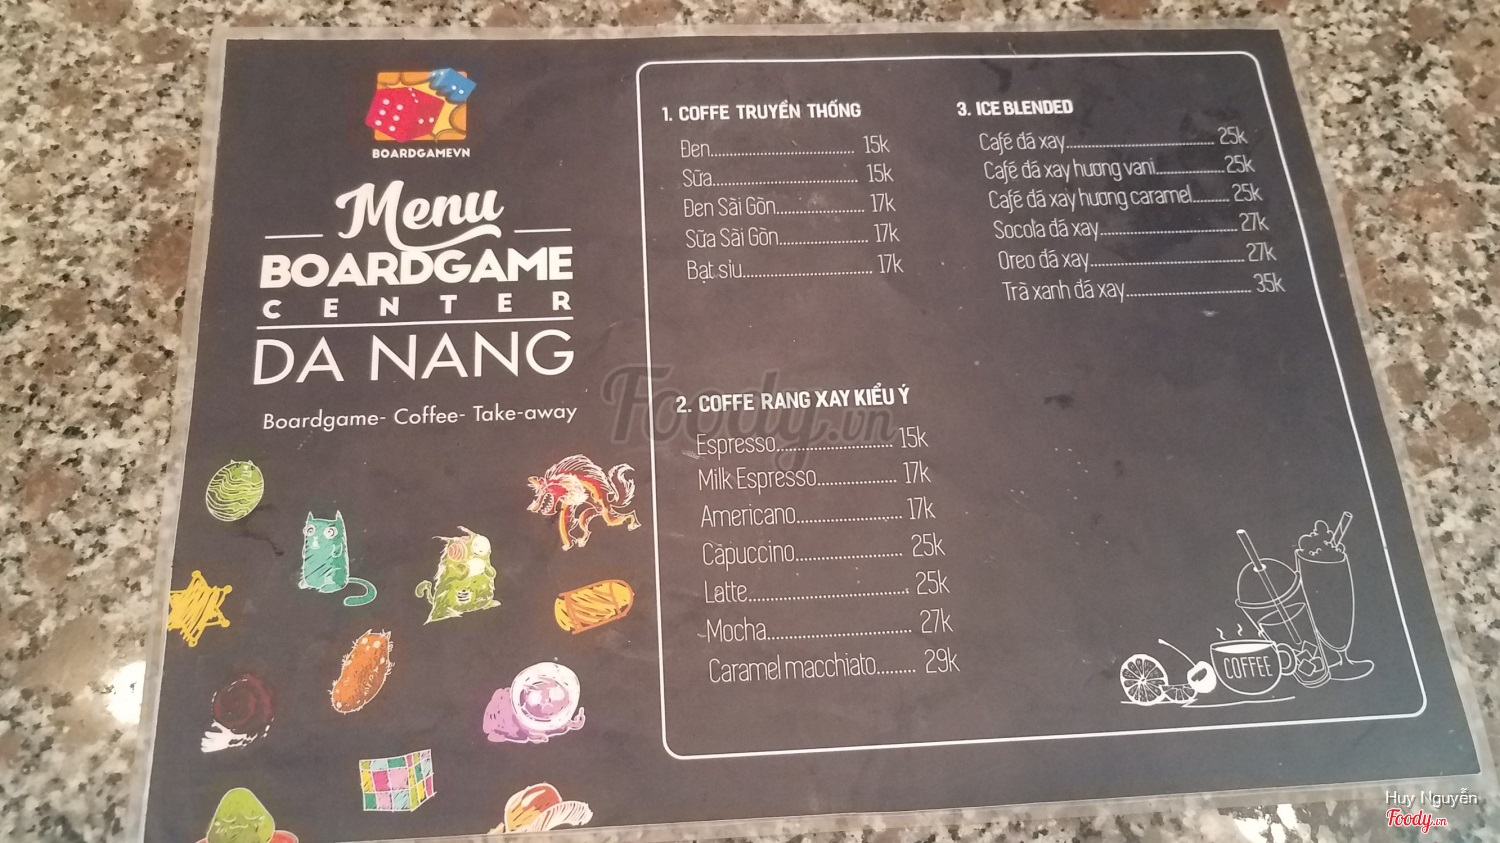 BOARDGAMEVN
Menu
BOARDGAME
CENTER
DA NANG
Boardgame- Coffee- Take-away
1. COFFE TRUYỀN THỐNG
Đen.................................... 15k
Sữa.................................... 15k
Đen Sài Gòn...................... 17k
Sữa Sài Gòn...................... 17k
Bạt siu................................ 17k
2. COFFE RANG XAY KIỂU Ý
Espresso............................ 15k
Milk Espresso................... 17k
Americano......................... 17k
Capuccino.......................... 25k
Latte....................................... 25k
Mocha................................... 27k
Caramel macchiato......... 29k
3. ICE BLENDED
Café đá xay..................................... 25k
Café đá xay hương vani.................25k
Café đá xay hương caramel......... 25k
Socola đá xay.................................. 27k
Oreo đá xay......................................27k
Trà xanh đá xay............................... 35k
COFFEE
Foody.vn
Huy Nguyễn
Foody.vn